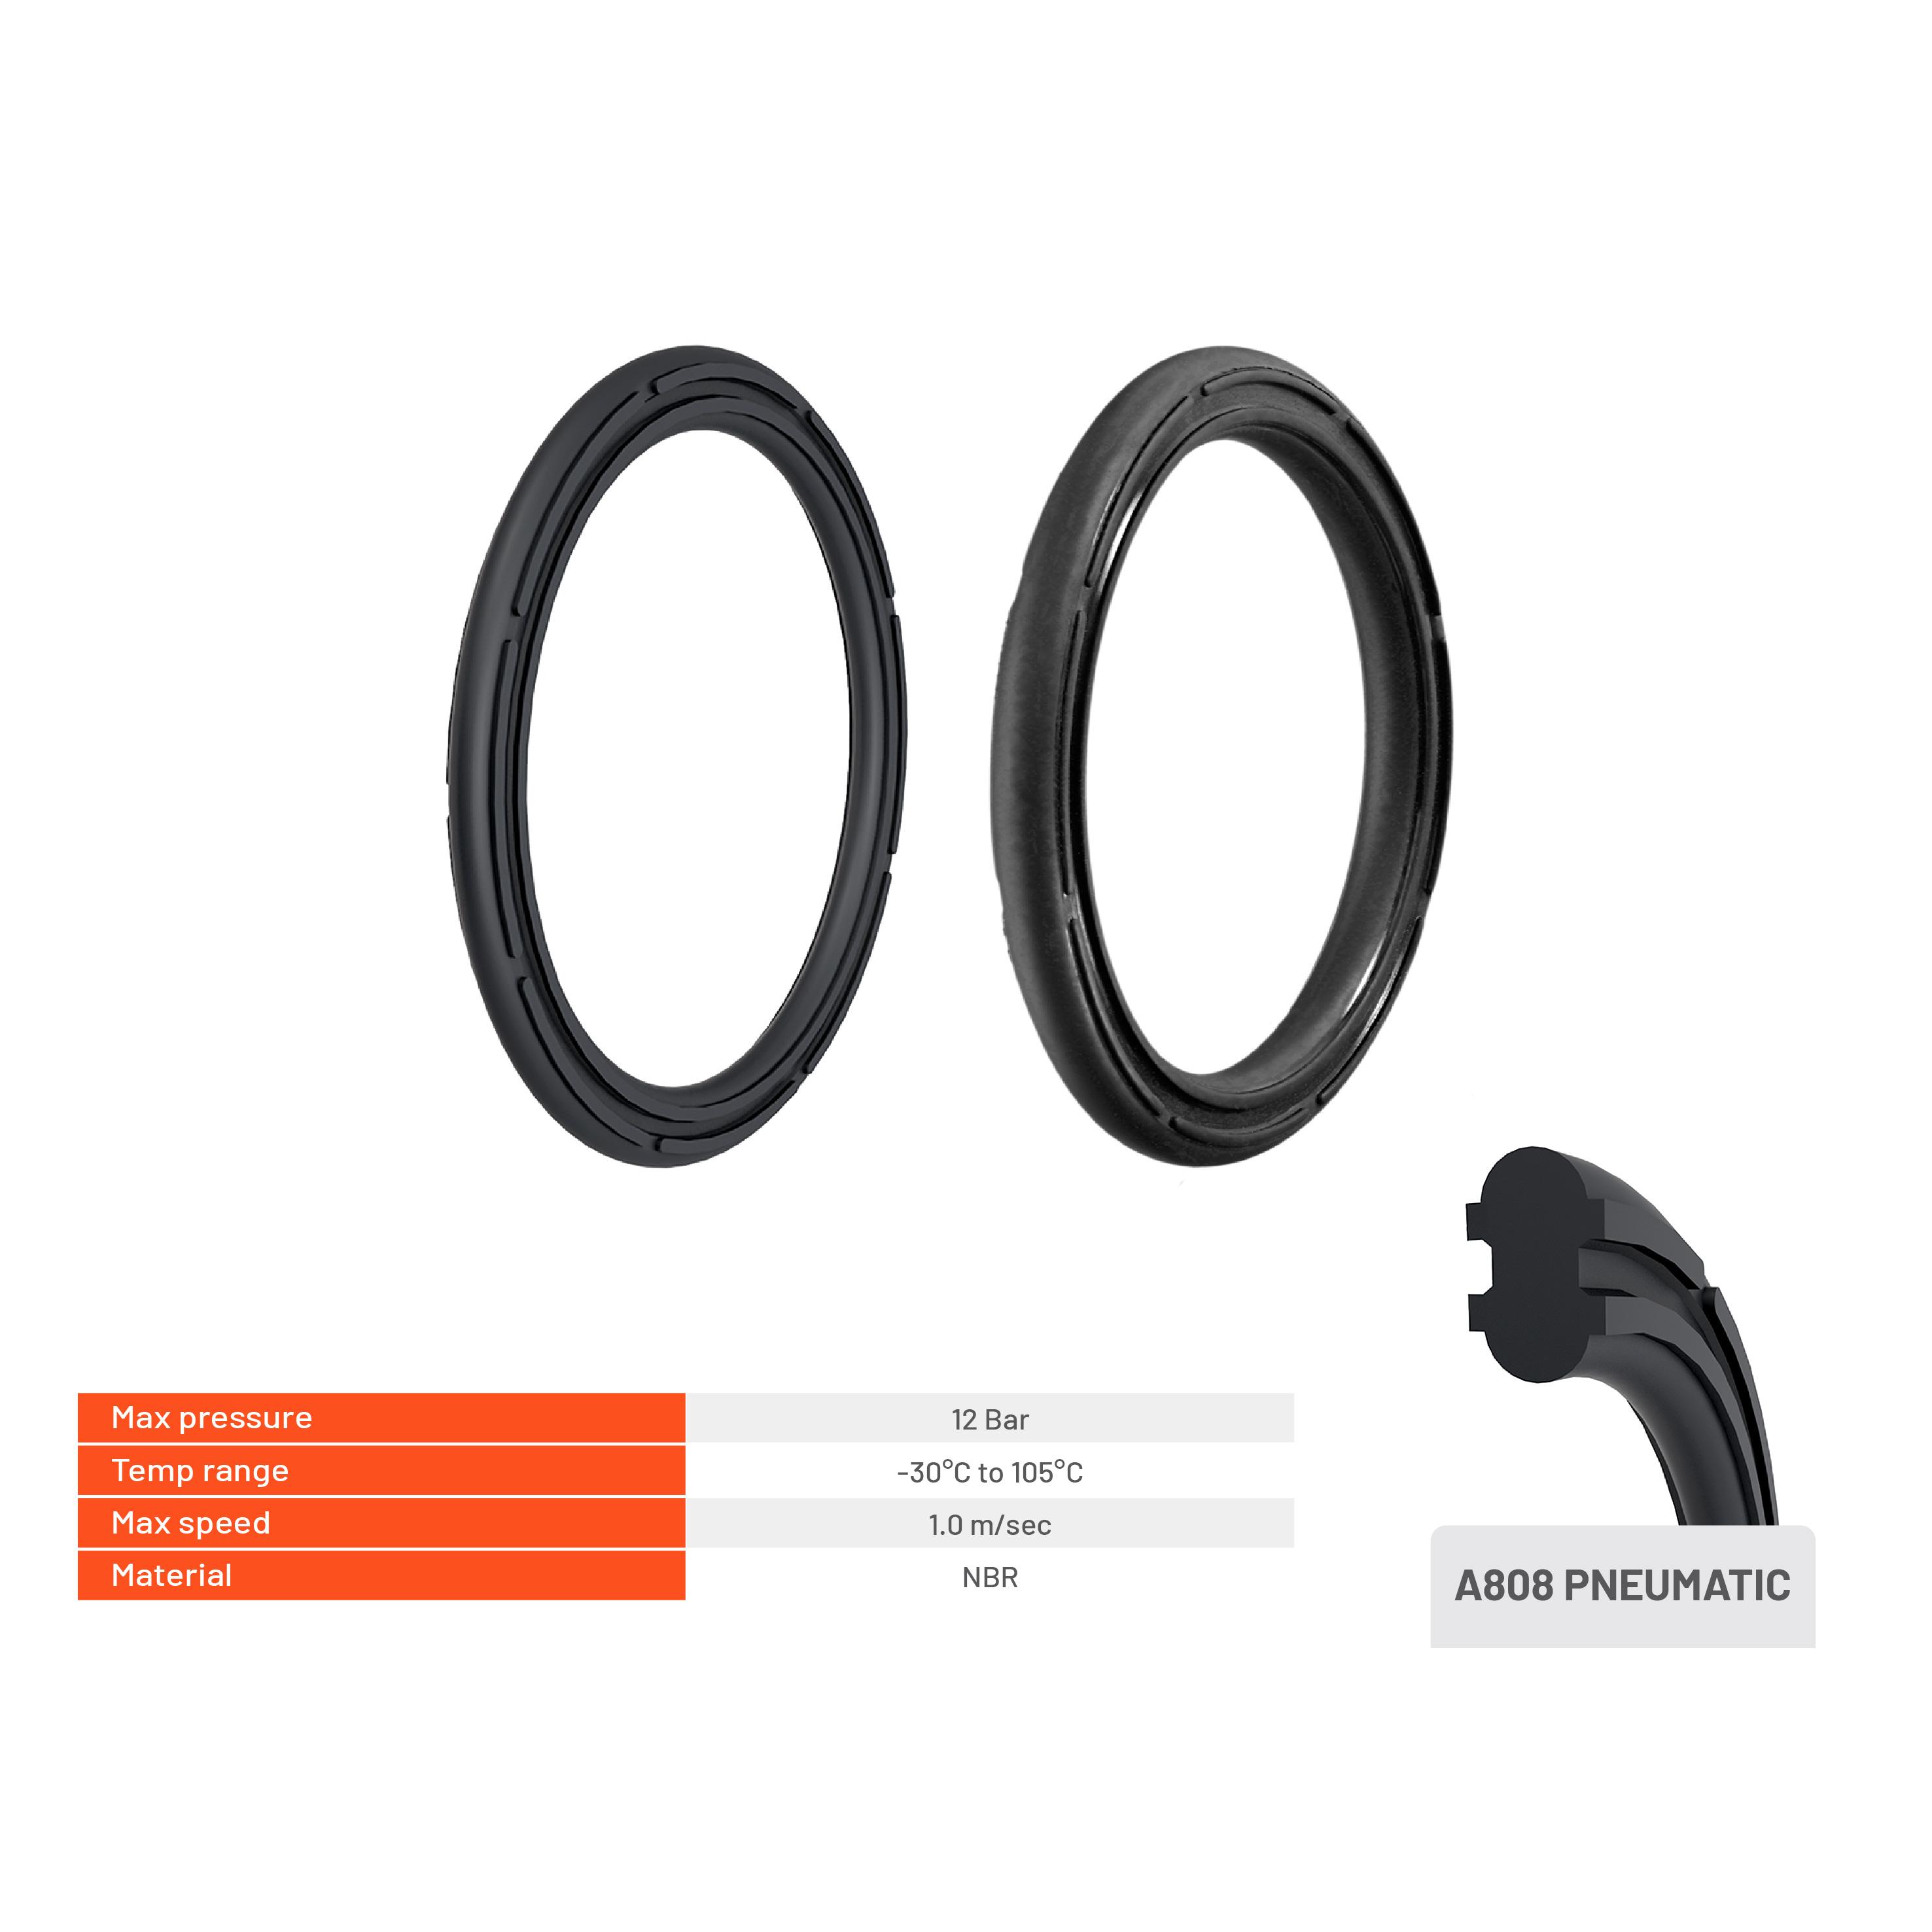 Max pressure 12 Bar
Temp range -30°C to 105°C
Max speed 1.0 m/sec
Material NBR
A808 PNEUMATIC